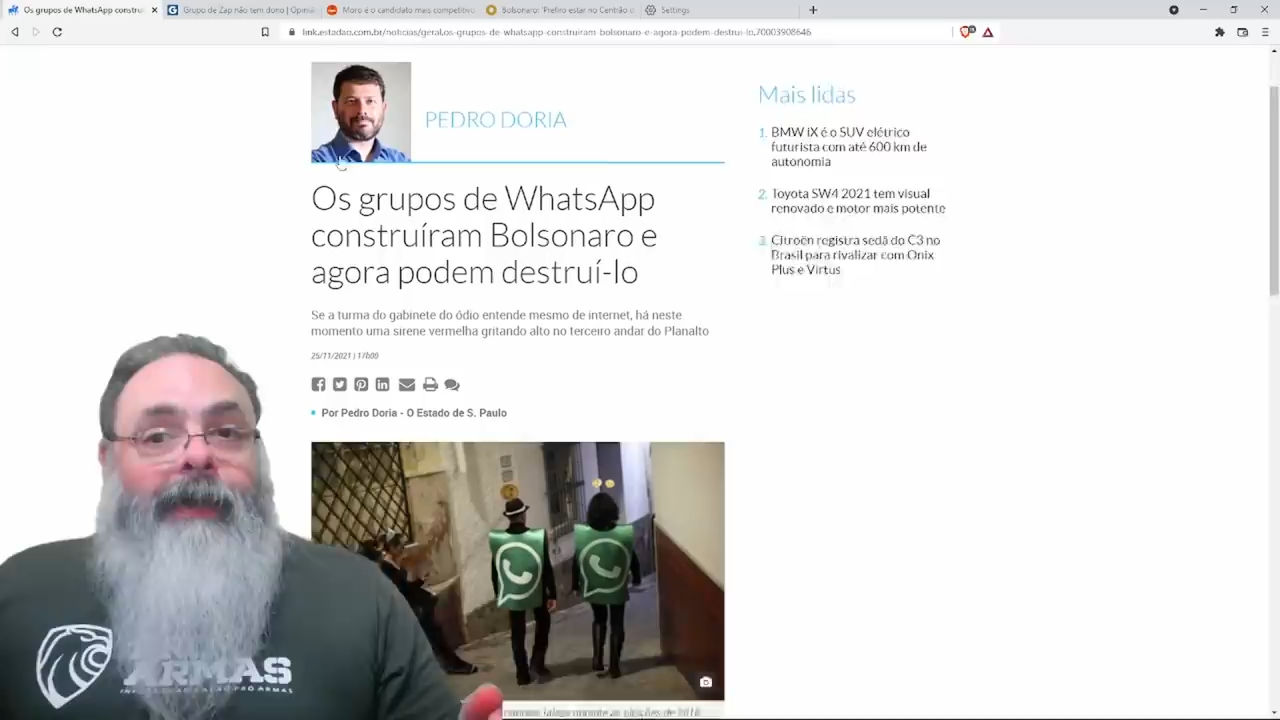 Os grupos de WhatsApp constru
Grupo de Zap não tem dono | Opini
Moro é o candidato mais competitivo
Bolsonaro: 'Prefiro estar no Centrão
Settings
link.estadao.com.br/noticias/geral,os-grupos-de-whatsapp-construiram-bolsonaro-e-agora-podem-destrui-lo,70003908646
PEDRO DORIA
Os grupos de WhatsApp
construíram Bolsonaro e
agora podem destruí-lo
Se a turma do gabinete do ódio entende mesmo de internet, há neste
momento uma sirene vermelha gritando alto no terceiro andar do Planalto
25/11/2021 | 17h00
Por Pedro Doria - O Estado de S. Paulo
Mais lidas
1. BMW iX é o SUV elétrico
futurista com até 600 km de
autonomia
2. Toyota SW4 2021 tem visual
renovado e motor mais potente
3. Citroën registra sedã do C3 no
Brasil para rivalizar com Onix
Plus e Virtus
ARMAS